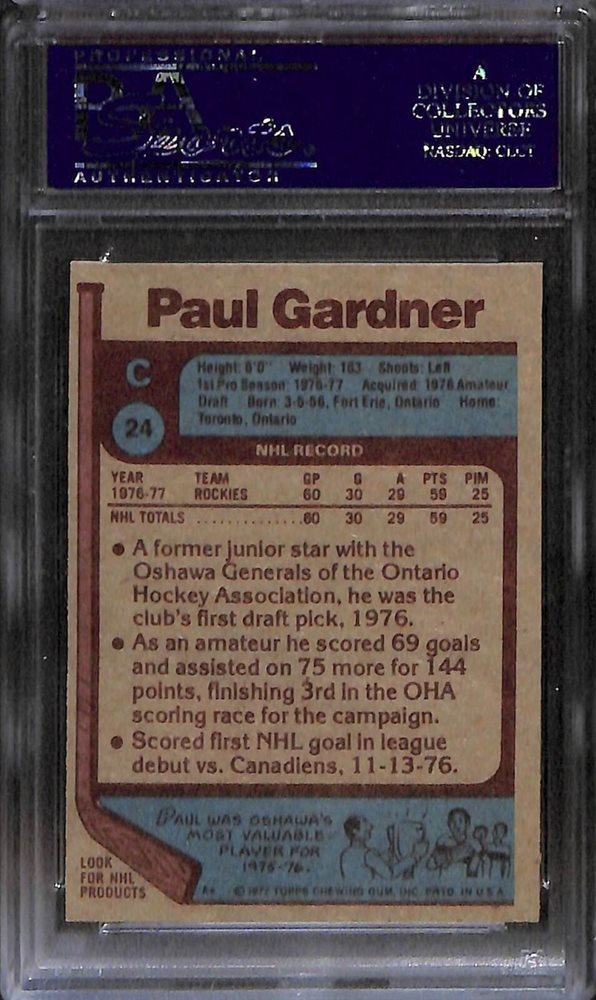 PROFESSIONAL
PSA
AUTHENTICATOR
A
DIVISION OF
COLLECTORS
UNIVERSE
NASDAQ: CLCT
Paul Gardner
C
24
Height: 6'0" Weight: 183 Shoots: Left
1st Pro Season: 1976-77 Acquired: 1976 Amateur
Draft Born: 3-5-56, Fort Erie, Ontario Home:
Toronto, Ontario
NHL RECORD
YEAR TEAM GP G A PTS PIM
1976-77 ROCKIES 60 30 29 59 25
NHL TOTALS ..............60 30 29 59 25
• A former junior star with the
Oshawa Generals of the Ontario
Hockey Association, he was the
club's first draft pick, 1976.
• As an amateur he scored 69 goals
and assisted on 75 more for 144
points, finishing 3rd in the OHA
scoring race for the campaign.
• Scored first NHL goal in league
debut vs. Canadiens, 11-13-76.
PAUL WAS OSHAWA'S
MOST VALUABLE
PLAYER FOR
1975-'76.
LOOK
FOR NHL
PRODUCTS
© 1977 TOPPS CHEWING GUM, INC. PRTD. IN U.S.A.